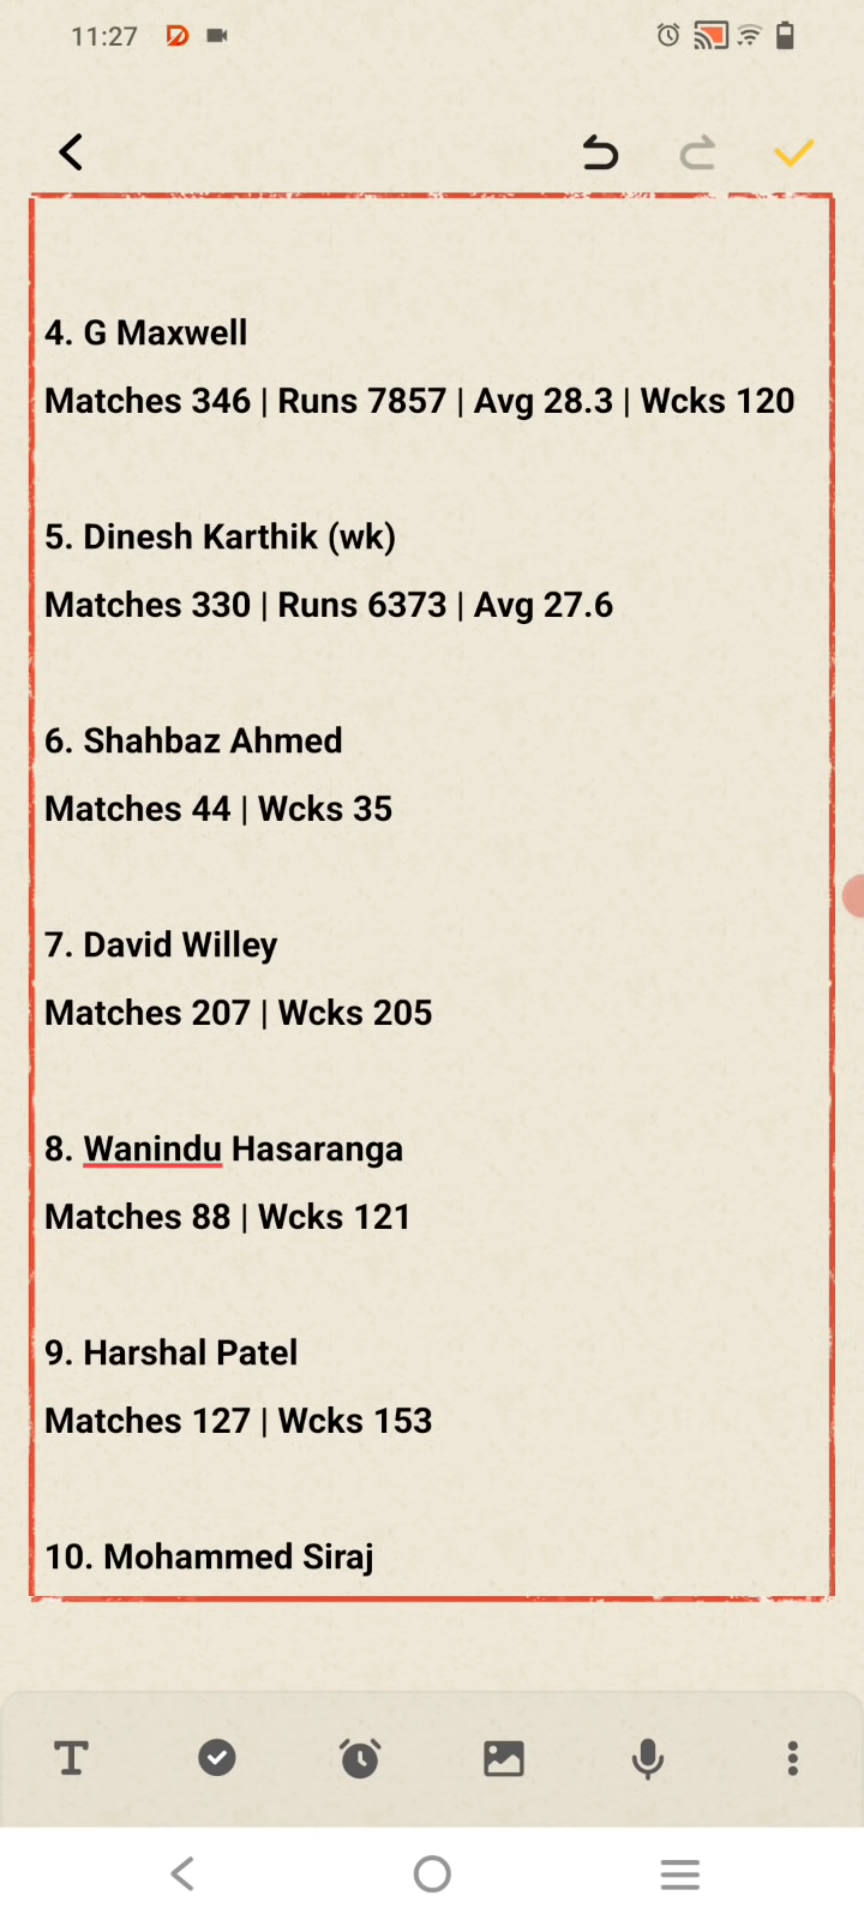 11:27
4. G Maxwell
Matches 346 | Runs 7857 | Avg 28.3 | Wcks 120
5. Dinesh Karthik (wk)
Matches 330 | Runs 6373 | Avg 27.6
6. Shahbaz Ahmed
Matches 44 | Wcks 35
7. David Willey
Matches 207 | Wcks 205
8. Wanindu Hasaranga
Matches 88 | Wcks 121
9. Harshal Patel
Matches 127 | Wcks 153
10. Mohammed Siraj